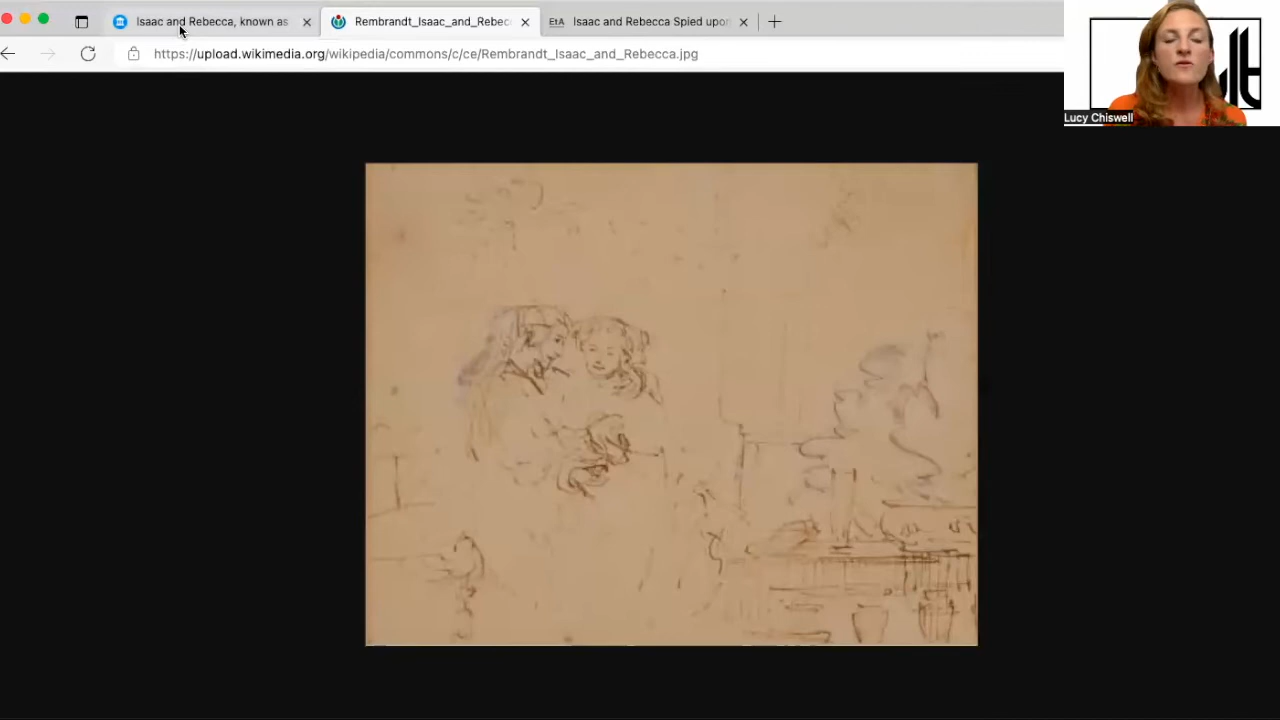 Isaac and Rebecca, known as
Rembrandt_Isaac_and_Rebec
EtA Isaac and Rebecca Spied upon
https://upload.wikimedia.org/wikipedia/commons/c/ce/Rembrandt_Isaac_and_Rebecca.jpg
Lucy Chiswell